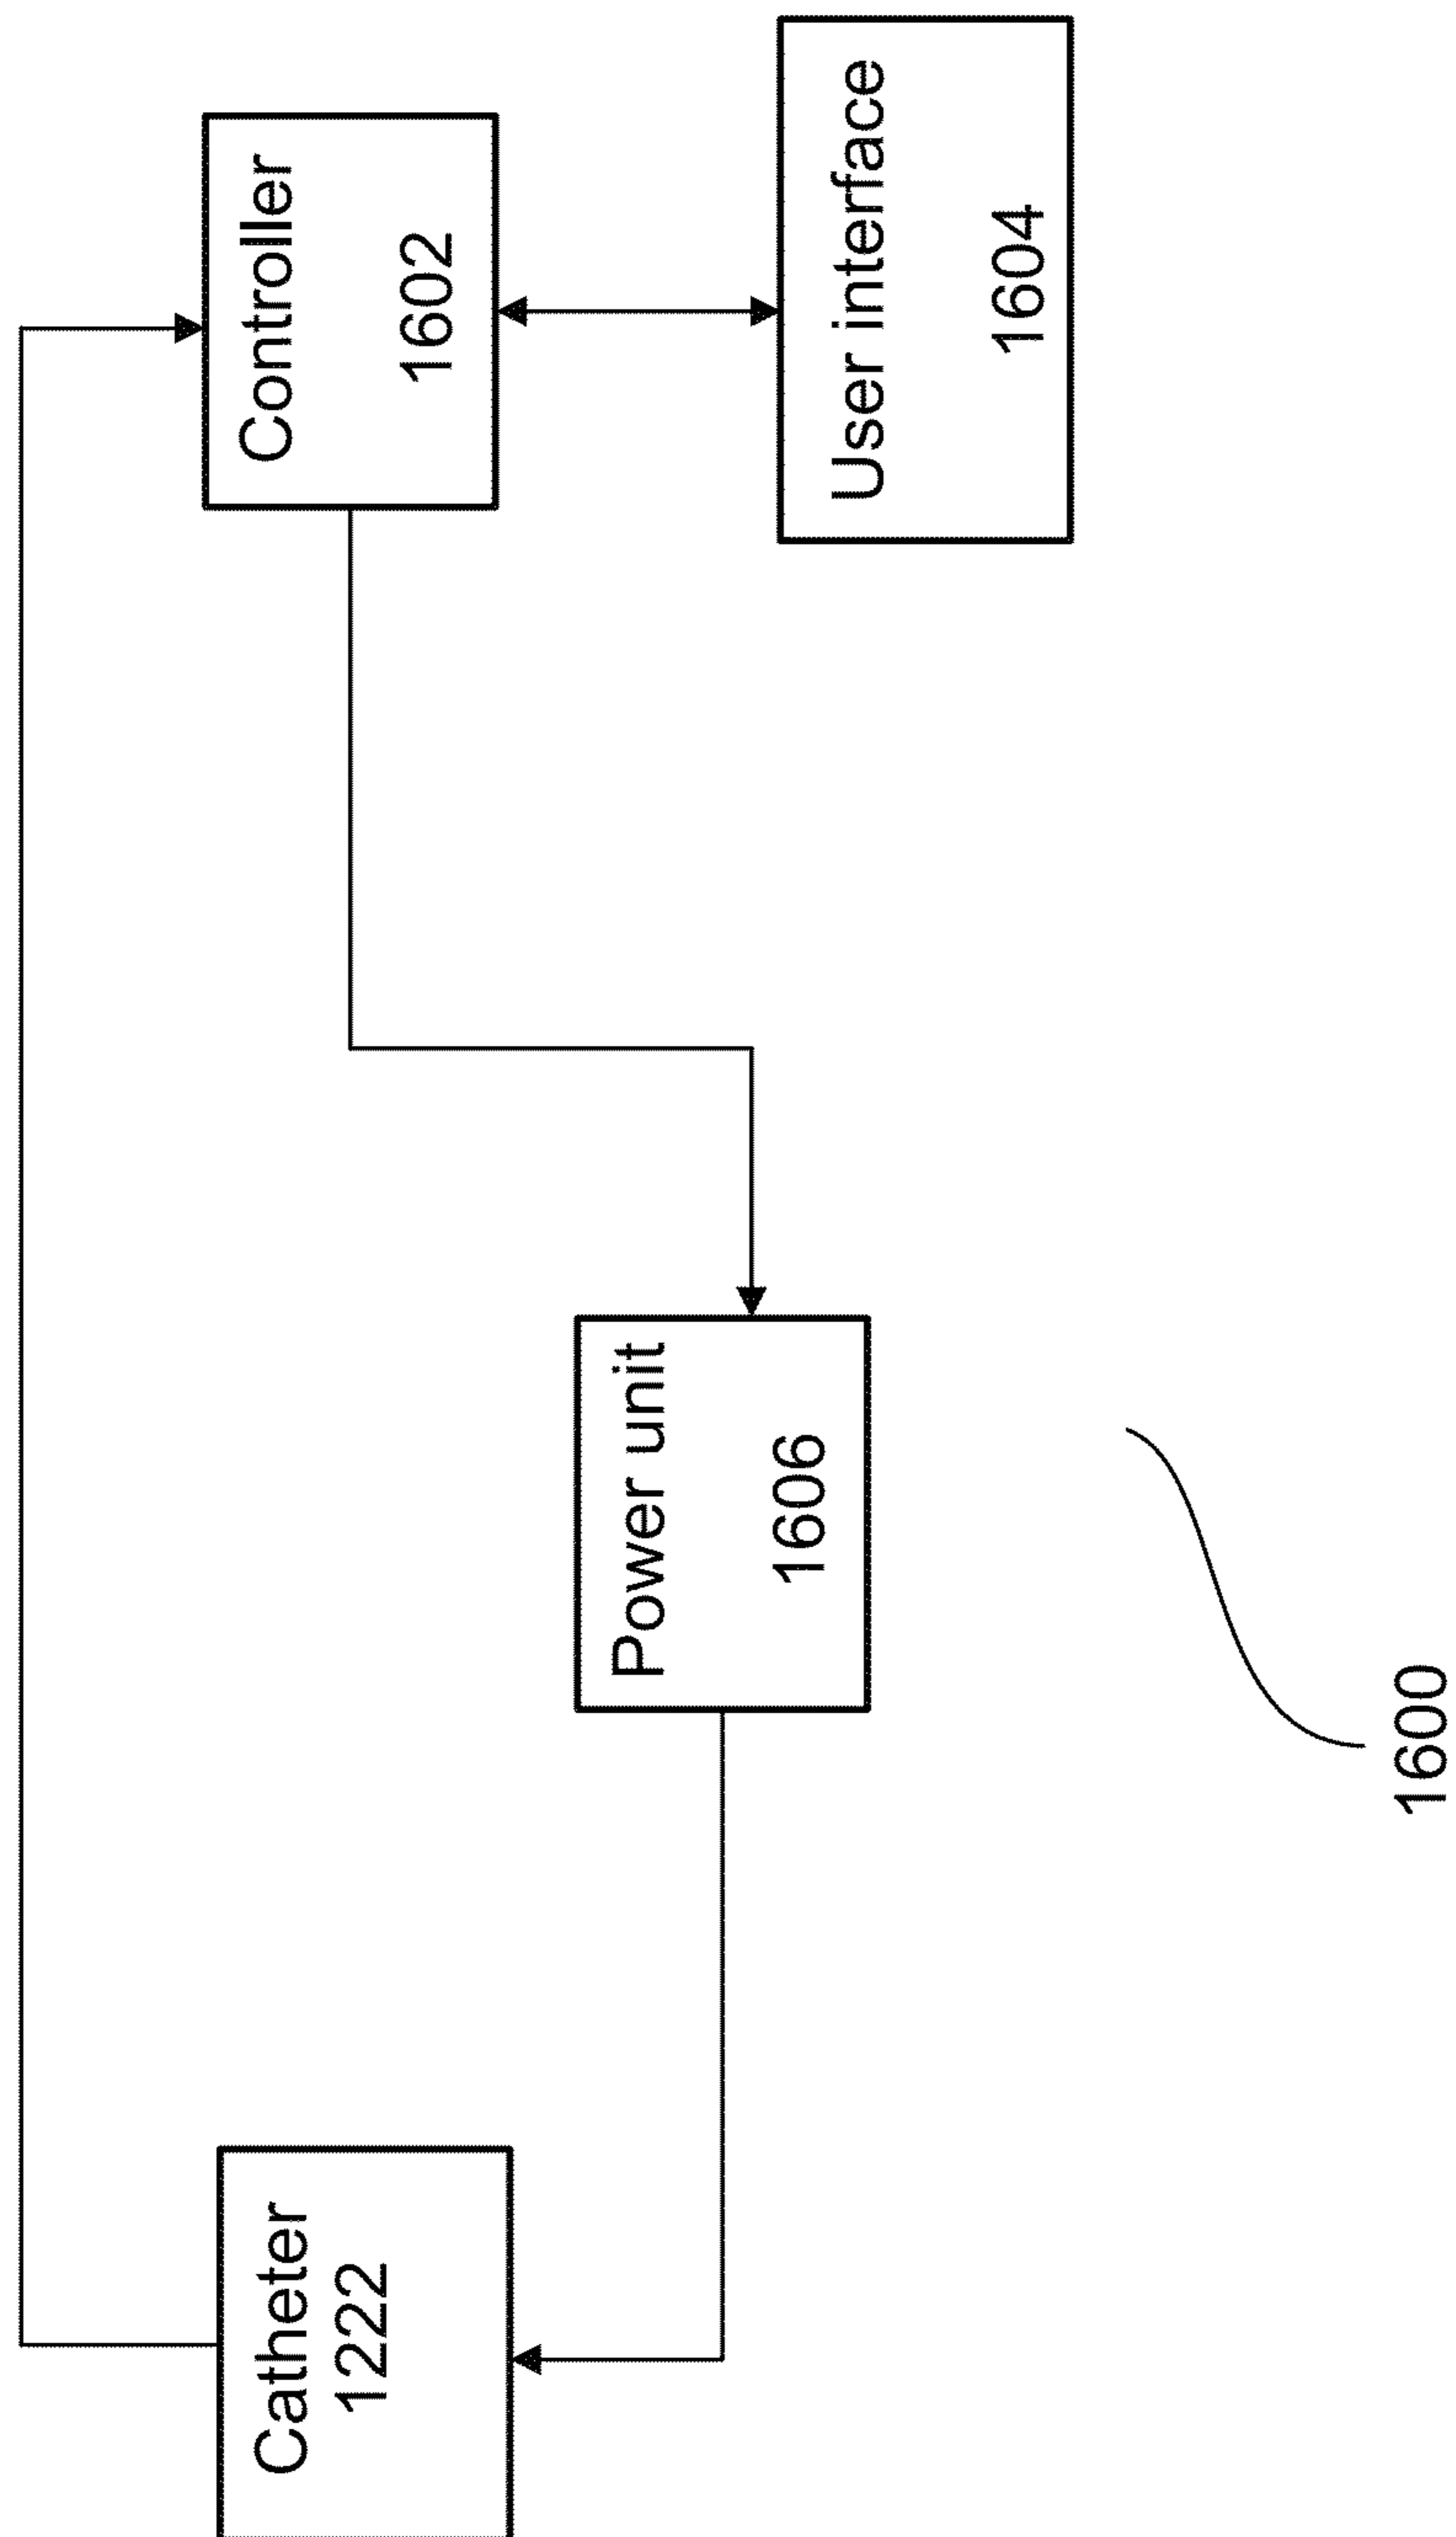 Catheter
1222
Controller
1602
Power unit
1606
User interface
1604
1600